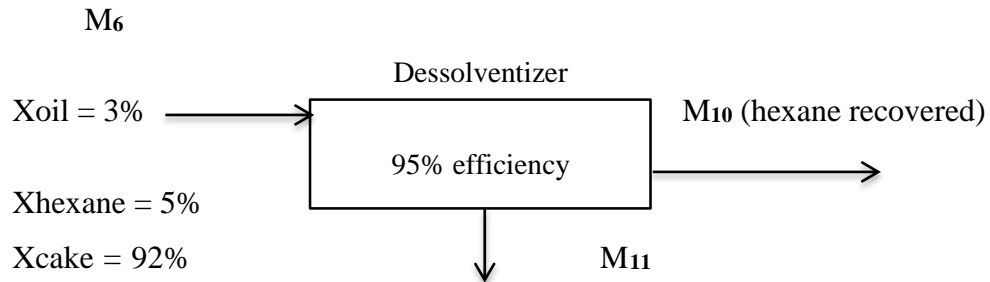 M6
Dessolventizer
Xoil = 3%
M10 (hexane recovered)
95% efficiency
Xhexane = 5%
Xcake = 92%
M11